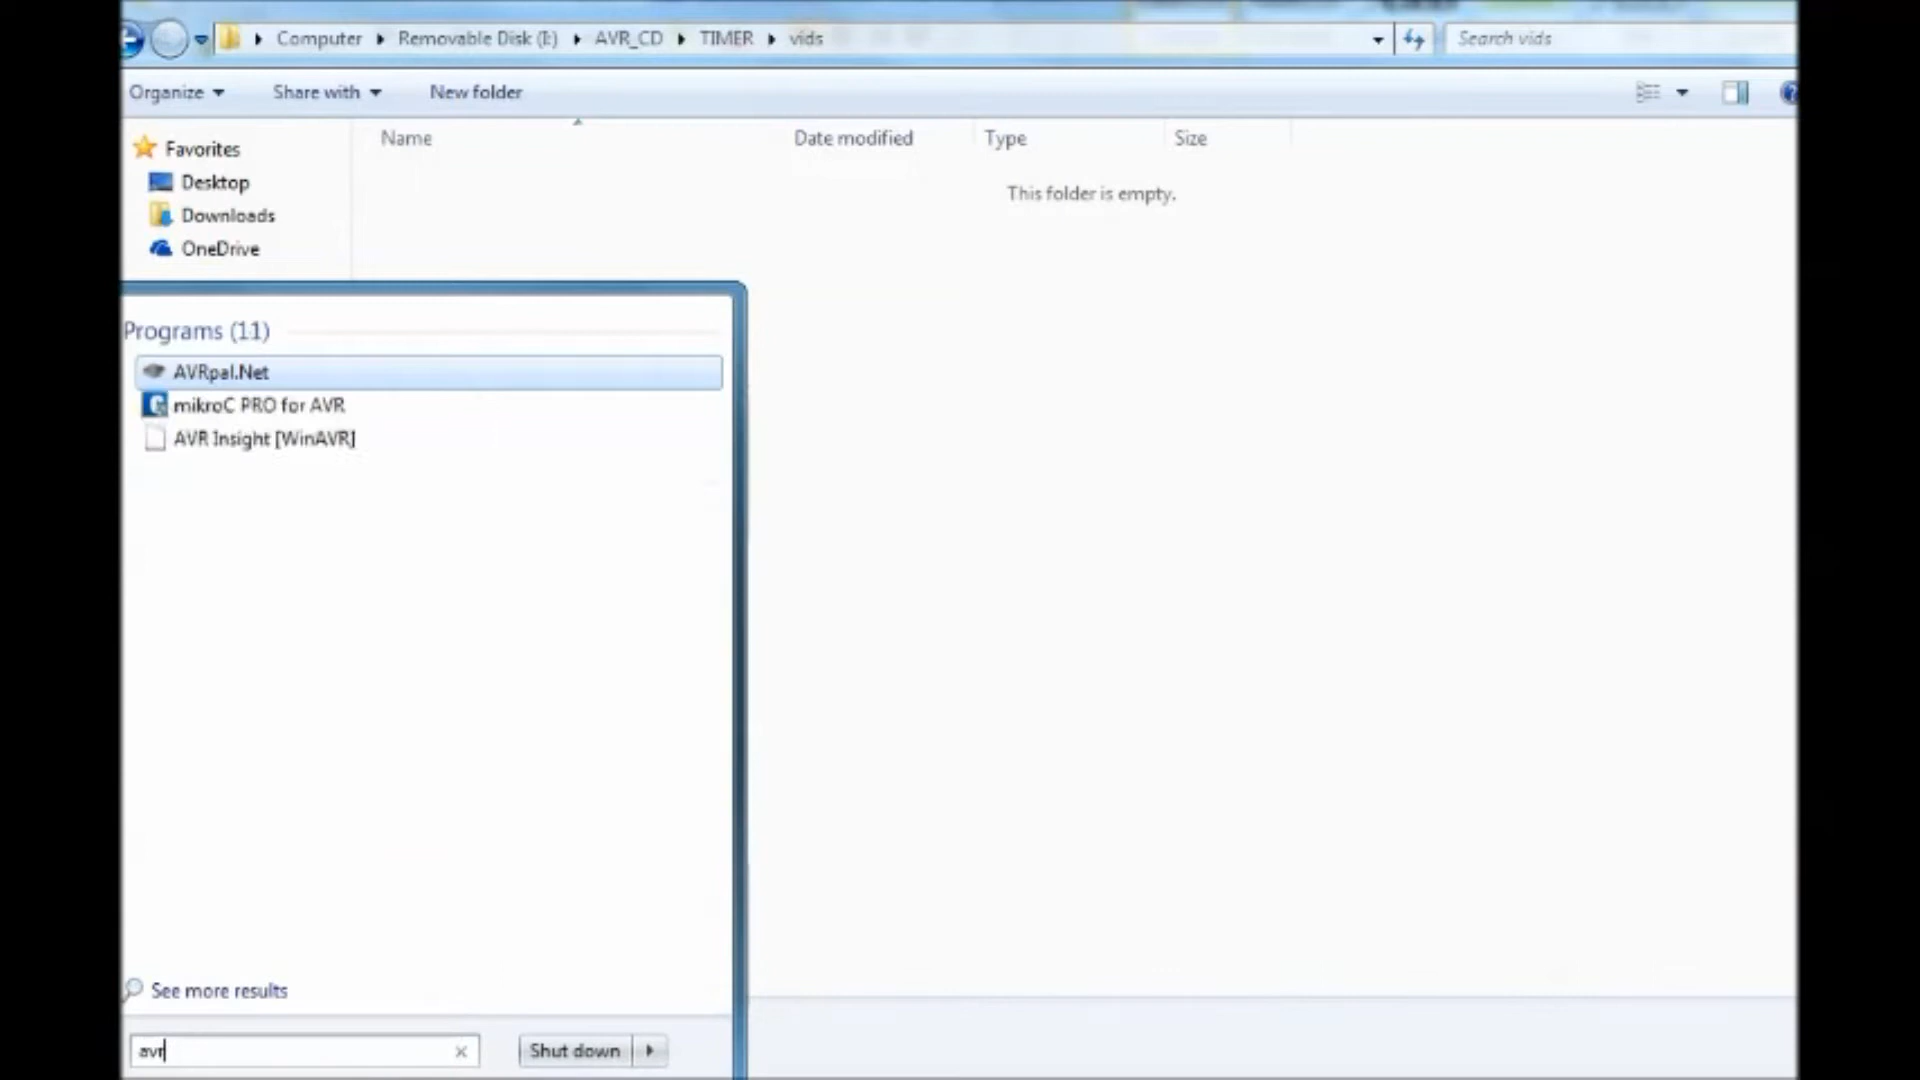 Computer Removable Disk (I:) AVR_CD TIMER vids
Search vids
Organize Share with New folder
Name Date modified Type Size
This folder is empty.
Favorites
Desktop
Downloads
OneDrive
Programs (11)
AVRpal.Net
mikroC PRO for AVR
AVR Insight [WinAVR]
See more results
avr
Shut down